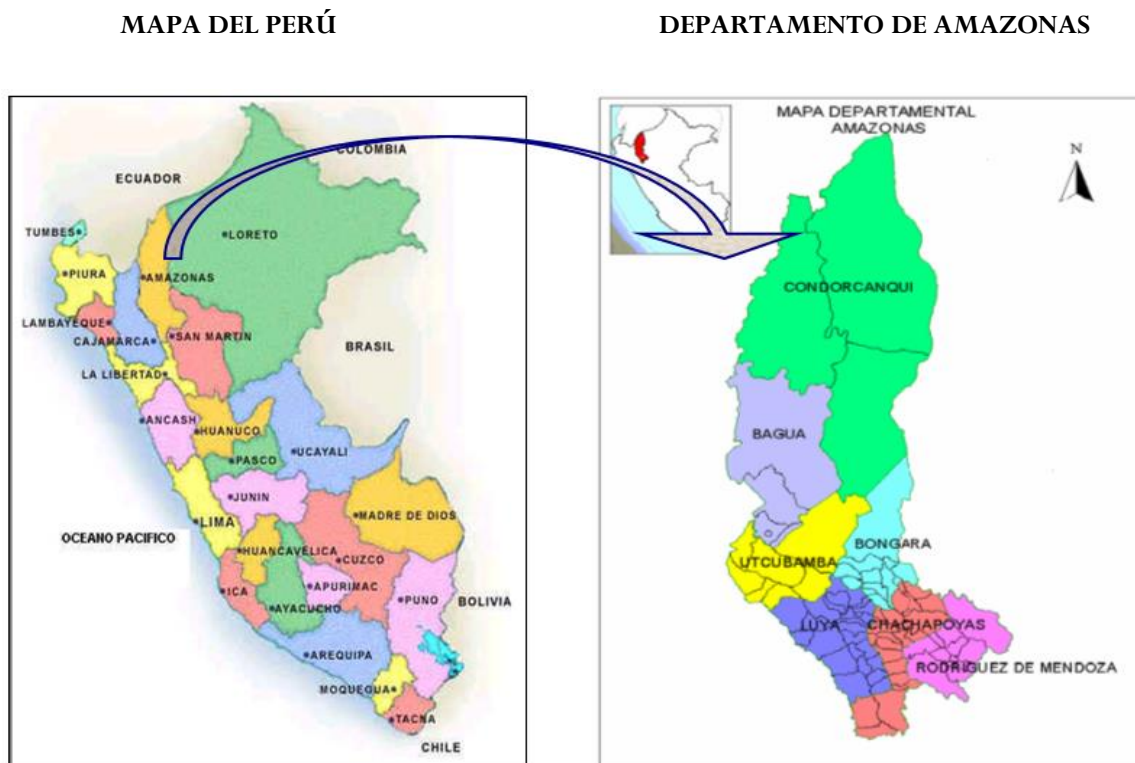 MAPA DEL PERÚ
DEPARTAMENTO DE AMAZONAS
COLOMBIA
ECUADOR
TUMBES
LORETO
PIURA
AMAZONAS
LAMBAYEQUE
SAN MARTIN
CAJAMARCA
BRASIL
LA LIBERTAD
ANCASH
HUANUCO
UCAYALI
PASCO
JUNIN
MADRE DE DIOS
LIMA
OCEANO PACIFICO
HUANCAVELICA
CUZCO
ICA
APURIMAC
PUNO
BOLIVIA
AYACUCHO
AREQUIPA
MOQUEGUA
TACNA
CHILE
MAPA DEPARTAMENTAL
AMAZONAS
N
CONDORCANQUI
BAGUA
BONGARA
UTCUBAMBA
LUYA
CHACHAPOYAS
RODRIGUEZ DE MENDOZA